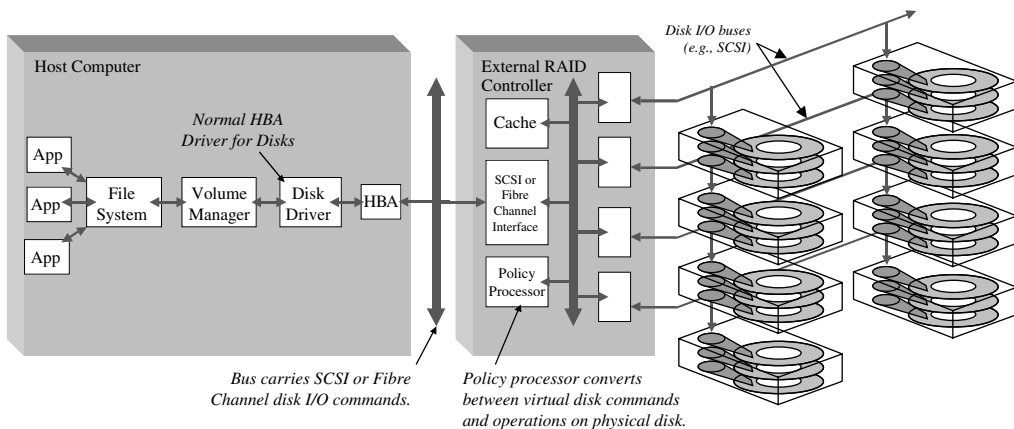 Host Computer
Normal HBA
Driver for Disks
App
App
App
File
System
Volume
Manager
Disk
Driver
HBA
Bus carries SCSI or Fibre
Channel disk I/O commands.
External RAID
Controller
Cache
SCSI or
Fibre
Channel
Interface
Policy
Processor
Policy processor converts
between virtual disk commands
and operations on physical disk.
Disk I/O buses
(e.g., SCSI)